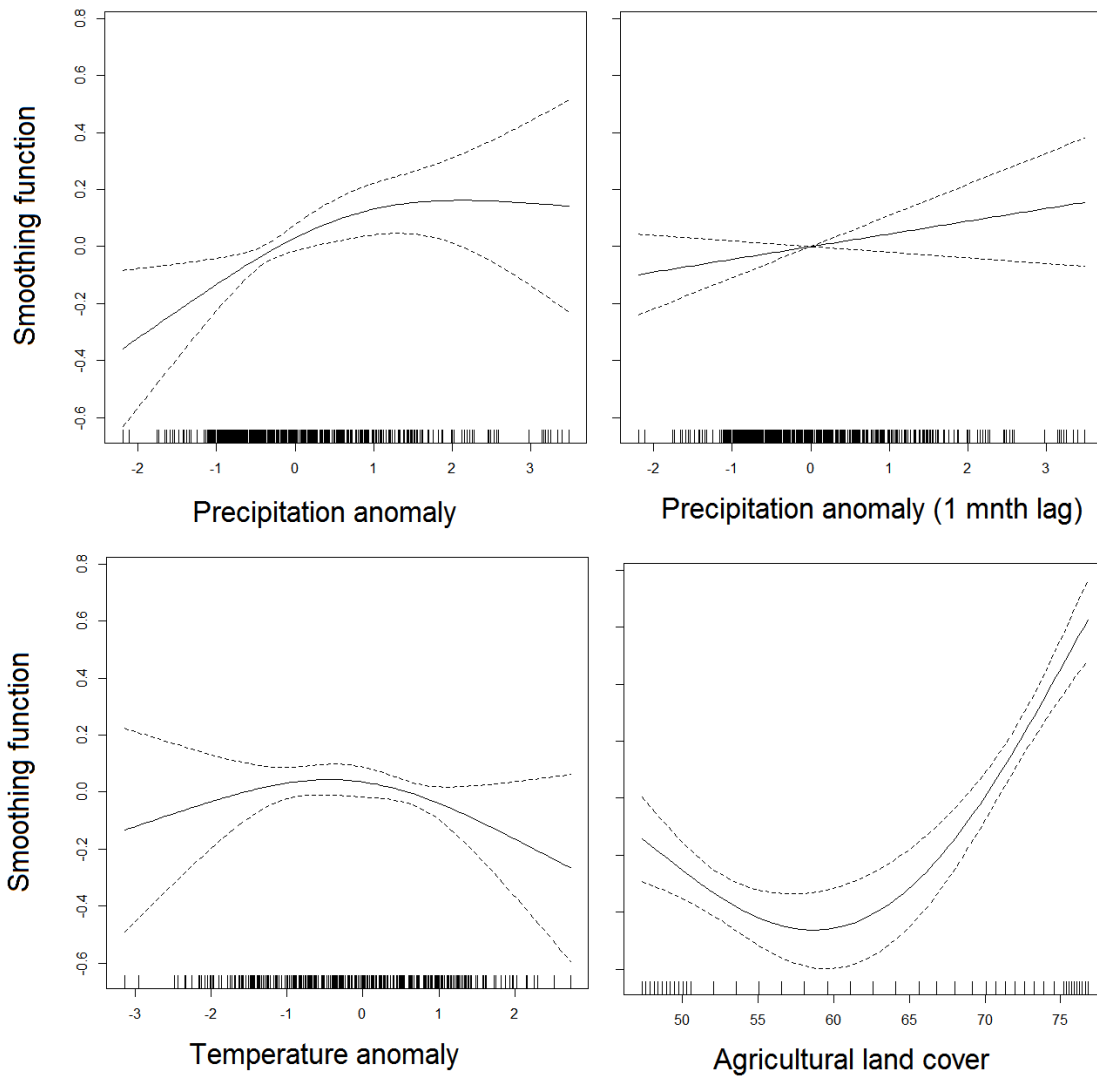 0.8
0.6
0.4
0.2
0.0
-0.2
-0.4
-0.6
Smoothing function
-2 -1 0 1 2 3
Precipitation anomaly
-2 -1 0 1 2 3
Precipitation anomaly (1 mnth lag)
0.8
0.6
0.4
0.2
0.0
-0.2
-0.4
-0.6
Smoothing function
-3 -2 -1 0 1 2
Temperature anomaly
50 55 60 65 70 75
Agricultural land cover